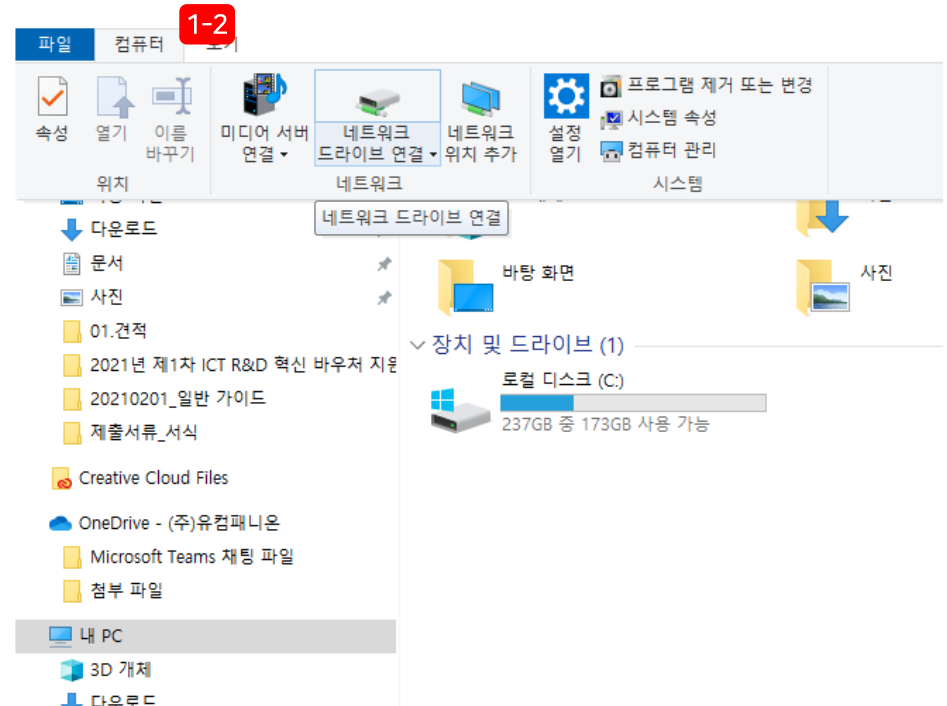 1-2
파일
컴퓨터
보기
속성
열기
이름
바꾸기
미디어 서버
연결
네트워크
드라이브 연결
네트워크
위치 추가
설정
열기
프로그램 제거 또는 변경
시스템 속성
컴퓨터 관리
위치
네트워크
시스템
네트워크 드라이브 연결
다운로드
문서
사진
01.견적
2021년 제1차 ICT R&D 혁신 바우처 지원
20210201_일반 가이드
제출서류_서식
Creative Cloud Files
OneDrive - (주)유컴패니온
Microsoft Teams 채팅 파일
첨부 파일
내 PC
3D 개체
다운로드
바탕 화면
사진
장치 및 드라이브 (1)
로컬 디스크 (C:)
237GB 중 173GB 사용 가능